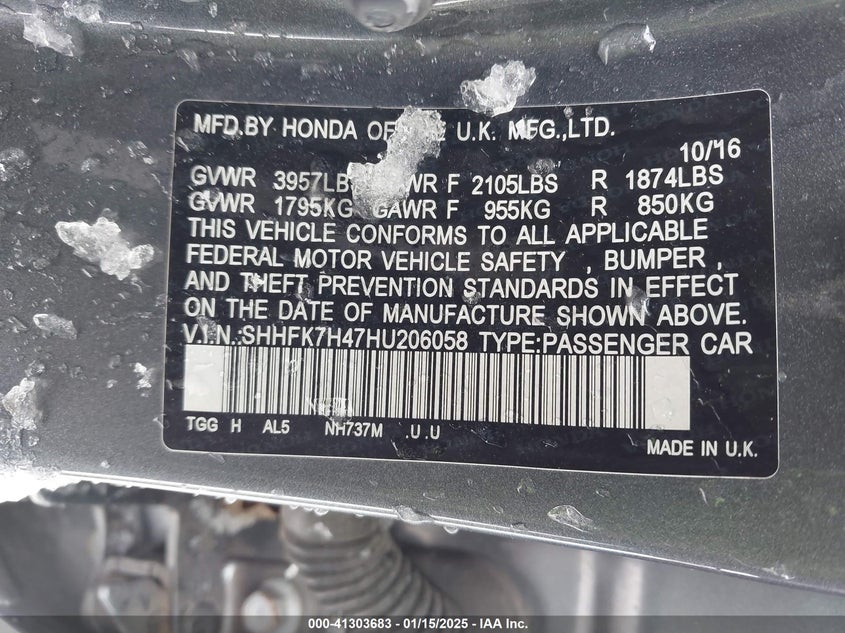 MFD.BY HONDA OF U.K. MFG.,LTD.
10/16
GVWR 3957LB GAWR F 2105LBS R 1874LBS
GVWR 1795KG GAWR F 955KG R 850KG
THIS VEHICLE CONFORMS TO ALL APPLICABLE
FEDERAL MOTOR VEHICLE SAFETY , BUMPER ,
AND THEFT PREVENTION STANDARDS IN EFFECT
ON THE DATE OF MANUFACTURE SHOWN ABOVE.
V.I.N.:SHHFK7H47HU206058 TYPE:PASSENGER CAR
TGG H AL5 NH737M .U.U
MADE IN U.K.
000-41303683 / 01/15/2025 / IAA Inc.